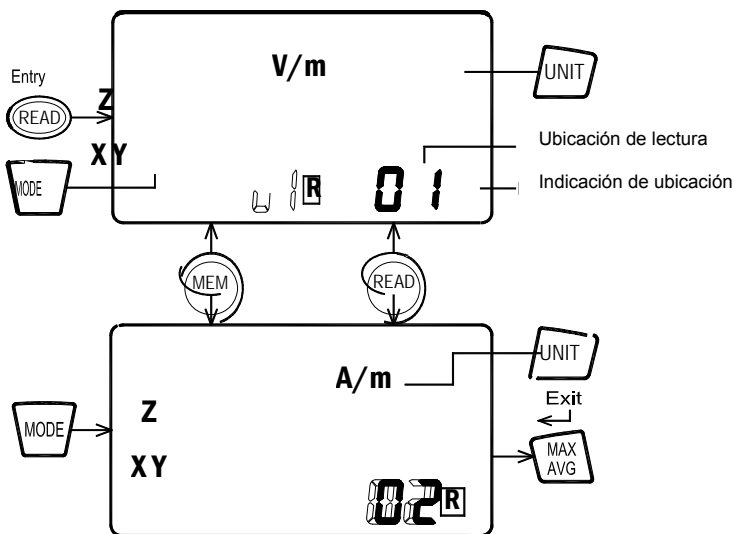 V/m
UNIT
Entry
READ
Z
XY
MODE
Ubicación de lectura
Indicación de ubicación
R
01
MEM
READ
A/m
UNIT
Exit
MODE
Z
XY
MAX
AVG
02
R